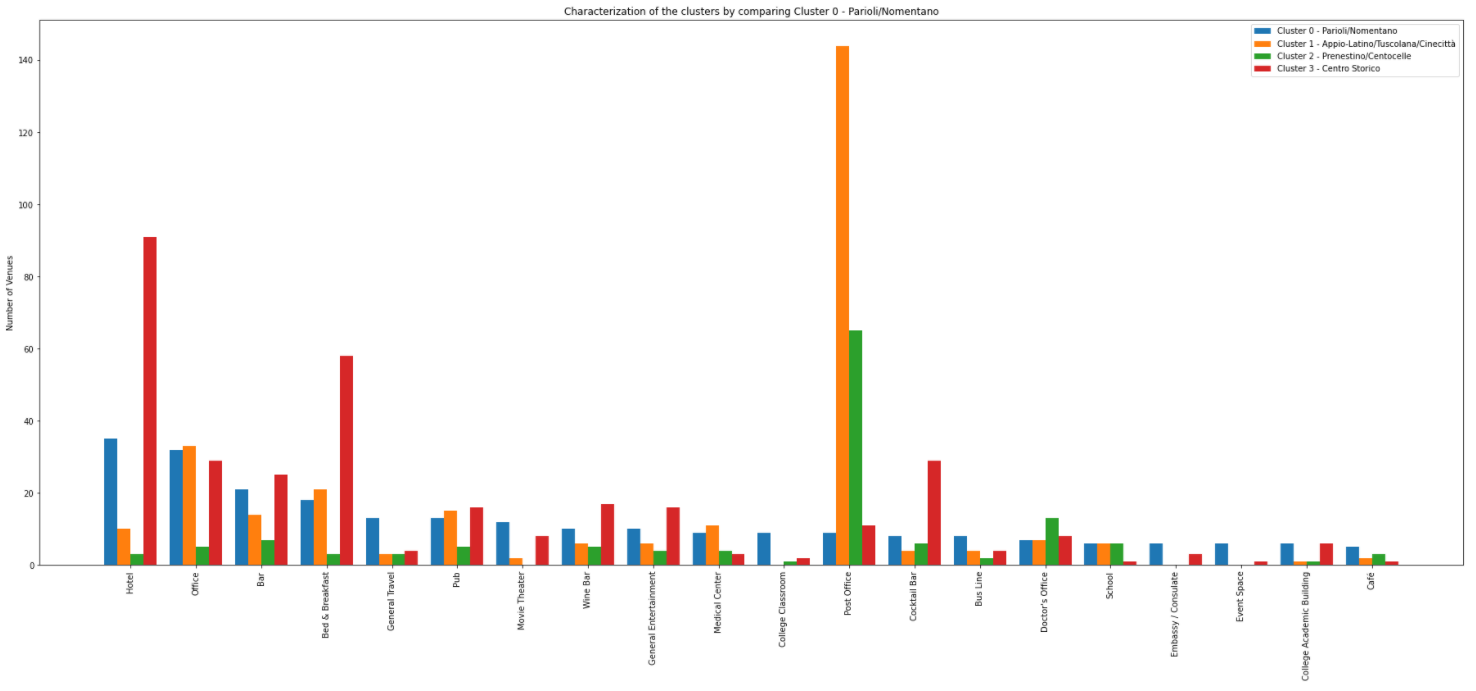 Characterization of the clusters by comparing Cluster 0 - Parioli/Nomentano
Cluster 0 - Parioli/Nomentano
Cluster 1 - Appio-Latino/Tuscolana/Cinecittà
Cluster 2 - Prenestino/Centocelle
Cluster 3 - Centro Storico
Number of Venues
140
120
100
80
60
40
20
0
Hotel
Office
Bar
Bed & Breakfast
General Travel
Pub
Movie Theater
Wine Bar
General Entertainment
Medical Center
College Classroom
Post Office
Cocktail Bar
Bus Line
Doctor's Office
School
Embassy / Consulate
Event Space
College Academic Building
Café